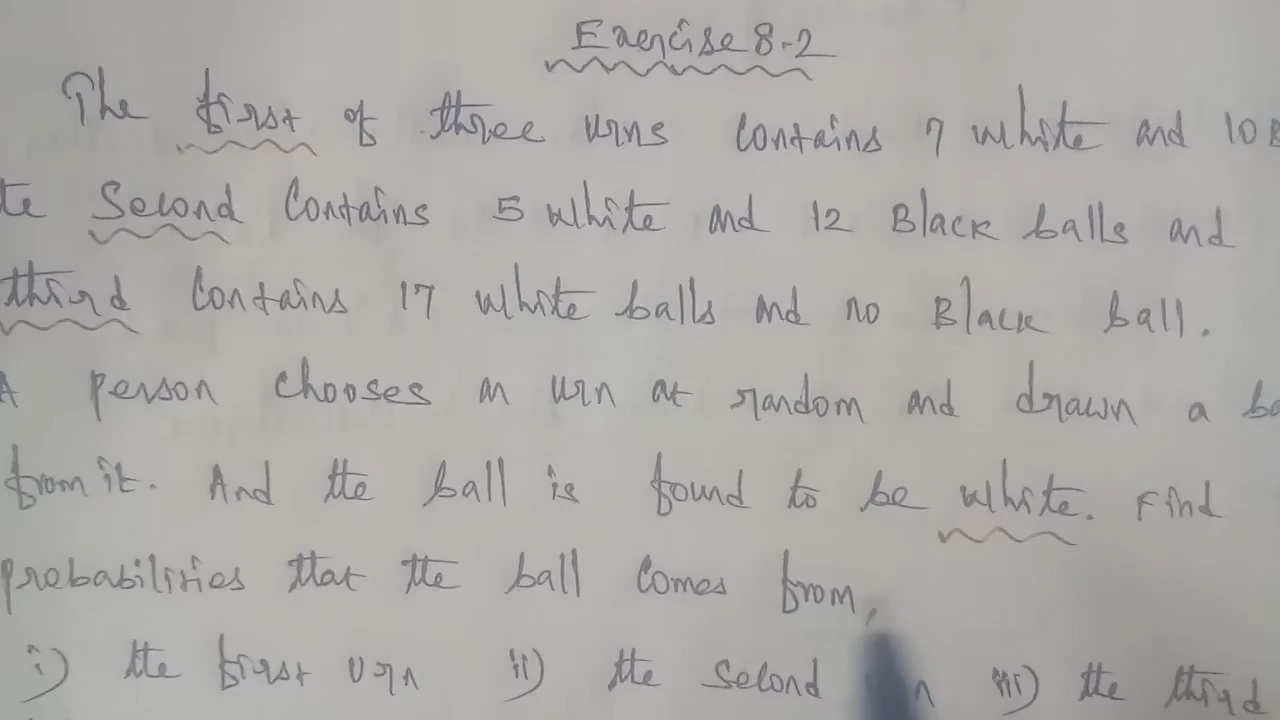 Exercise 8.2
The first of three urns contains 7 white and 10
te second contains 5 white and 12 Black balls and
third contains 17 white balls and no Black ball.
A person chooses an urn at random and drawn a
from it. And the ball is found to be white. Find
probabilities that the ball comes from,
i) the first urn ii) the second iii) the third